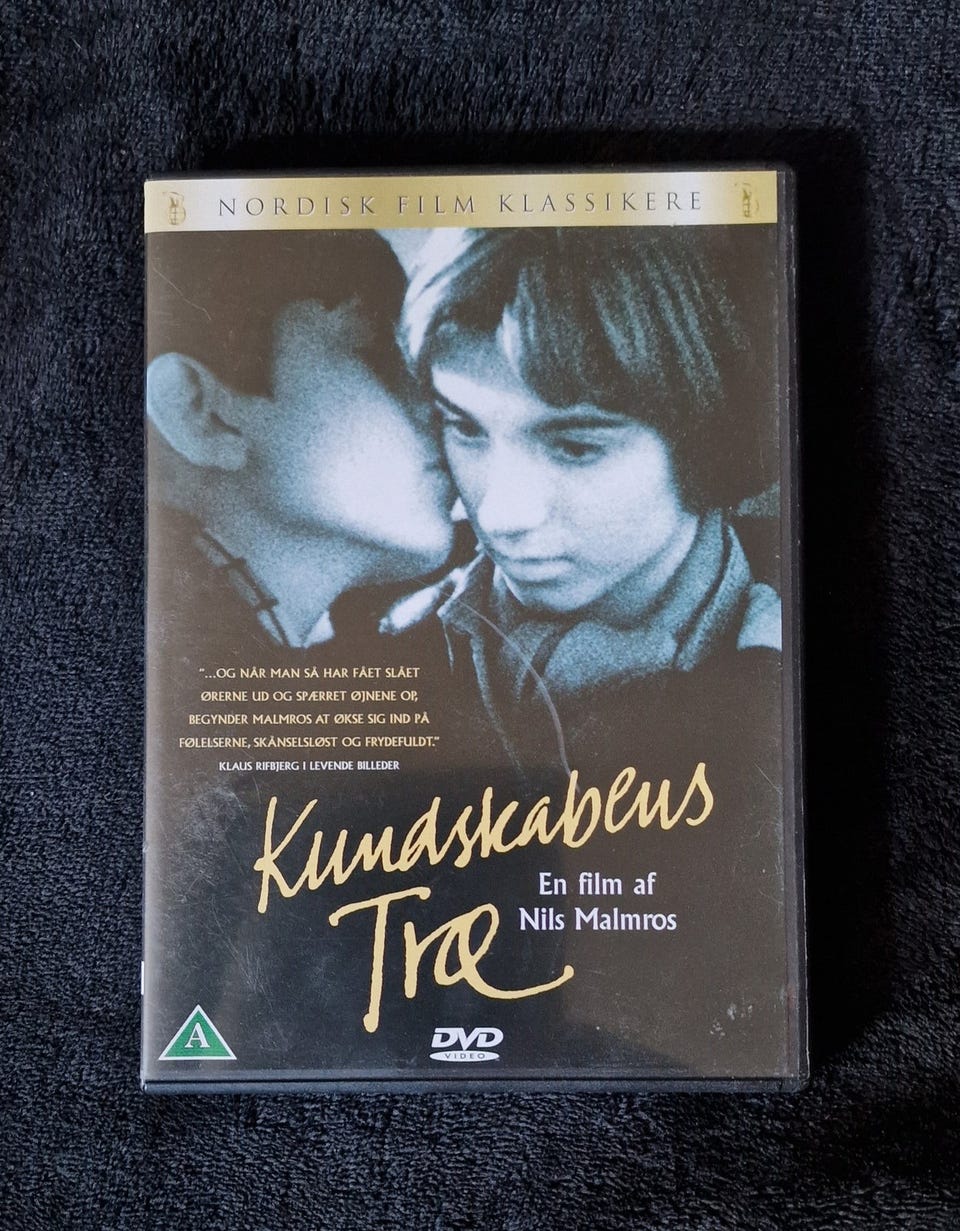 NORDISK FILM KLASSIKERE
"...OG NÅR MAN SÅ HAR FÅET SLÅET
ØRERNE UD OG SPÆRRET ØJNENE OP,
BEGYNDER MALMROS AT ØKSE SIG IND PÅ
FØLELSERNE, SKÅNSELSLØST OG FRYDEFULDT."
KLAUS RIFBJERG I LEVENDE BILLEDER
Kundskabens
Træ
En film af
Nils Malmros
A
DVD
VIDEO